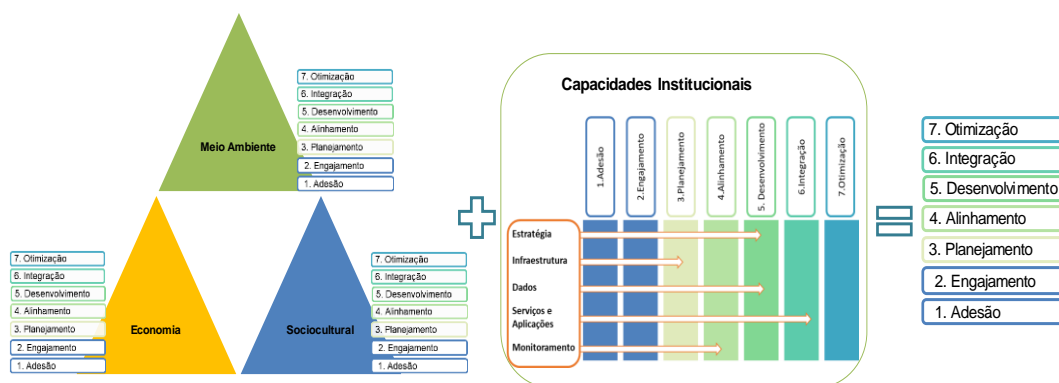 7. Otimização
6. Integração
5. Desenvolvimento
4. Alinhamento
3. Planejamento
2. Engajamento
1. Adesão
Meio Ambiente
7. Otimização
6. Integração
5. Desenvolvimento
4. Alinhamento
3. Planejamento
2. Engajamento
1. Adesão
Economia
7. Otimização
6. Integração
5. Desenvolvimento
4. Alinhamento
3. Planejamento
2. Engajamento
1. Adesão
Sociocultural
Capacidades Institucionais
1.Adesão
2.Engajamento
3.Planejamento
4.Alinhamento
5. Desenvolvimento
6.Integração
7.Otimização
Estratégia
Infraestrutura
Dados
Serviços e
Aplicações
Monitoramento
7. Otimização
6. Integração
5. Desenvolvimento
4. Alinhamento
3. Planejamento
2. Engajamento
1. Adesão